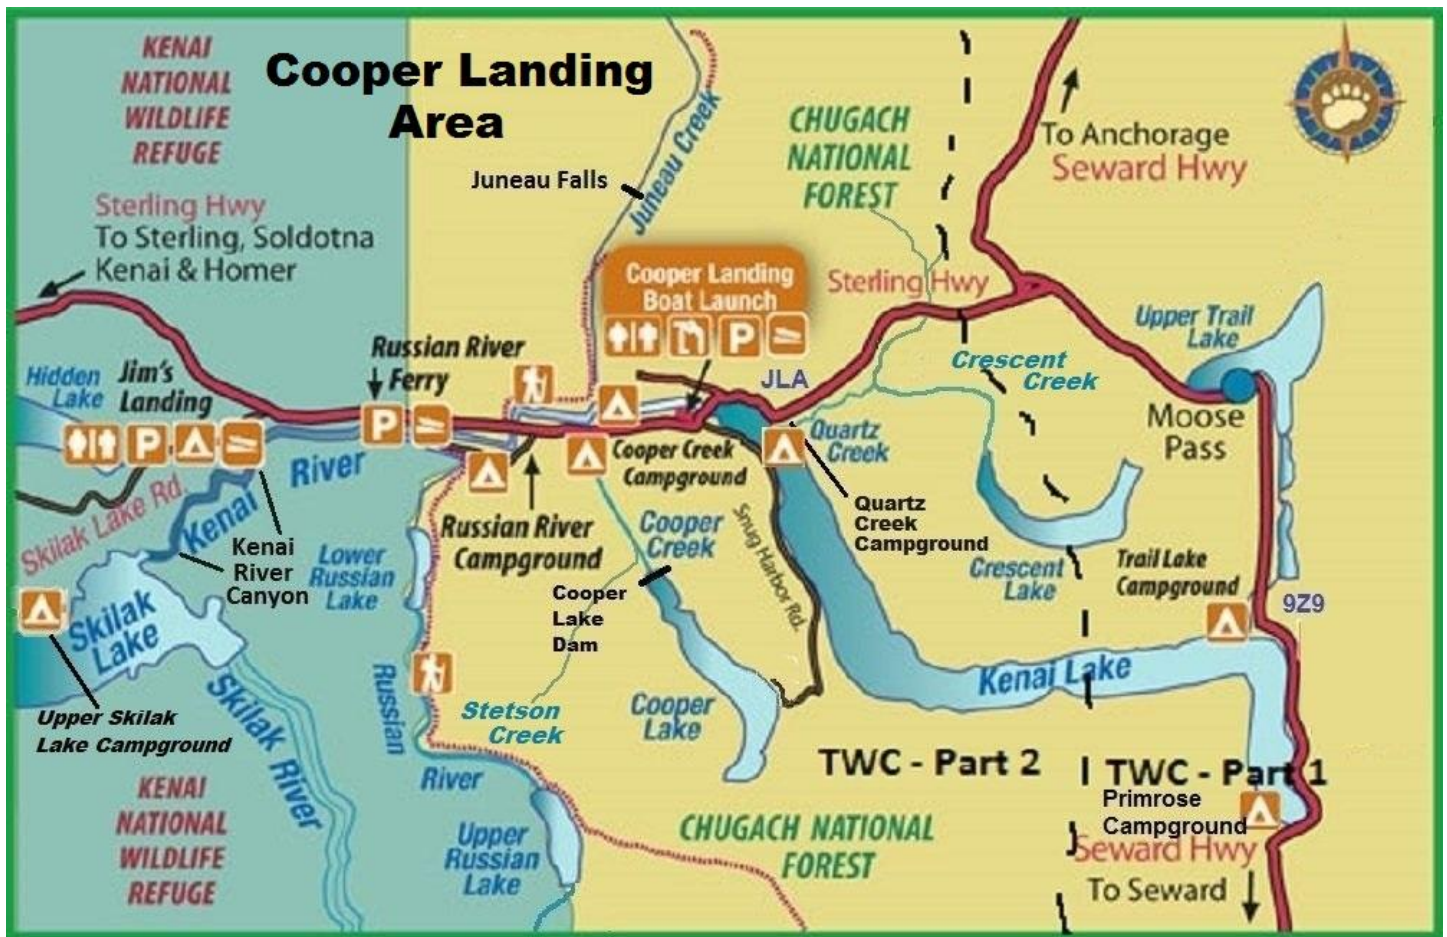 KENAI
NATIONAL
WILDLIFE
REFUGE
Cooper Landing
Area
Juneau Falls
Juneau Creek
CHUGACH
NATIONAL
FOREST
To Anchorage
Seward Hwy
Sterling Hwy
To Sterling, Soldotna
Kenai & Homer
Cooper Landing
Boat Launch
P
Sterling Hwy
Upper Trail
Lake
Russian River
Ferry
P
Hidden
Lake
Jim's
Landing
P
JLA
Crescent
Creek
Moose
Pass
Quartz
Creek
Cooper Creek
Campground
River
Kenai
Skilak Lake Rd.
Kenai
River
Canyon
Russian River
Campground
Cooper
Creek
Snug Harbor Rd.
Quartz
Creek
Campground
Crescent
Lake
Trail Lake
Campground
9Z9
Lower
Russian
Lake
Cooper
Lake
Dam
Skilak
Lake
Upper Skilak
Lake Campground
Skilak River
Russian
River
Stetson
Creek
Cooper
Lake
Kenai Lake
TWC - Part 2
TWC - Part 1
Primrose
Campground
Seward Hwy
To Seward
KENAI
NATIONAL
WILDLIFE
REFUGE
Upper
Russian
Lake
CHUGACH NATIONAL
FOREST